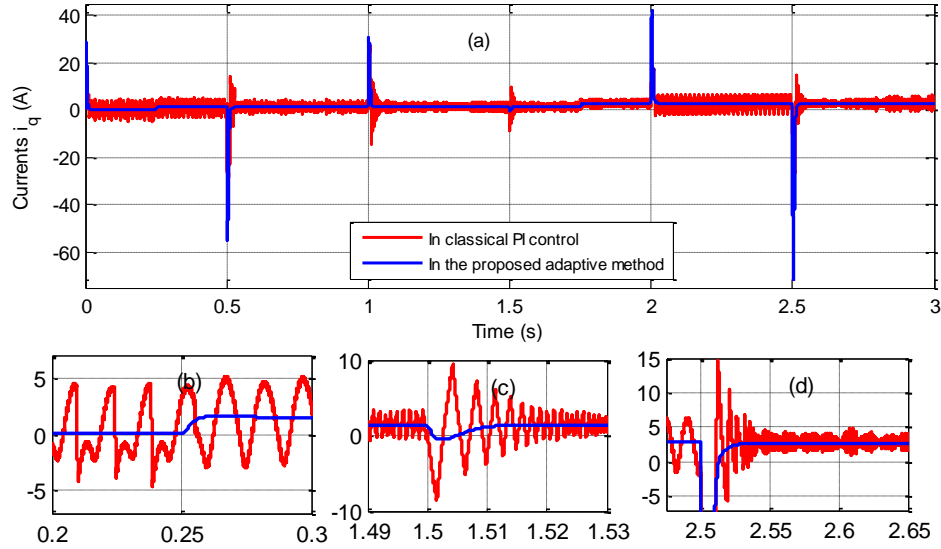 40
(a)
20
0
-20
-40
-60
Currents i_q (A)
In classical PI control
In the proposed adaptive method
0 0.5 1 1.5 2 2.5 3
Time (s)
5
0
-5
(b)
0.2 0.25 0.3
10
0
-10
(c)
1.49 1.5 1.51 1.52 1.53
15
10
5
0
-5
(d)
2.5 2.55 2.6 2.65